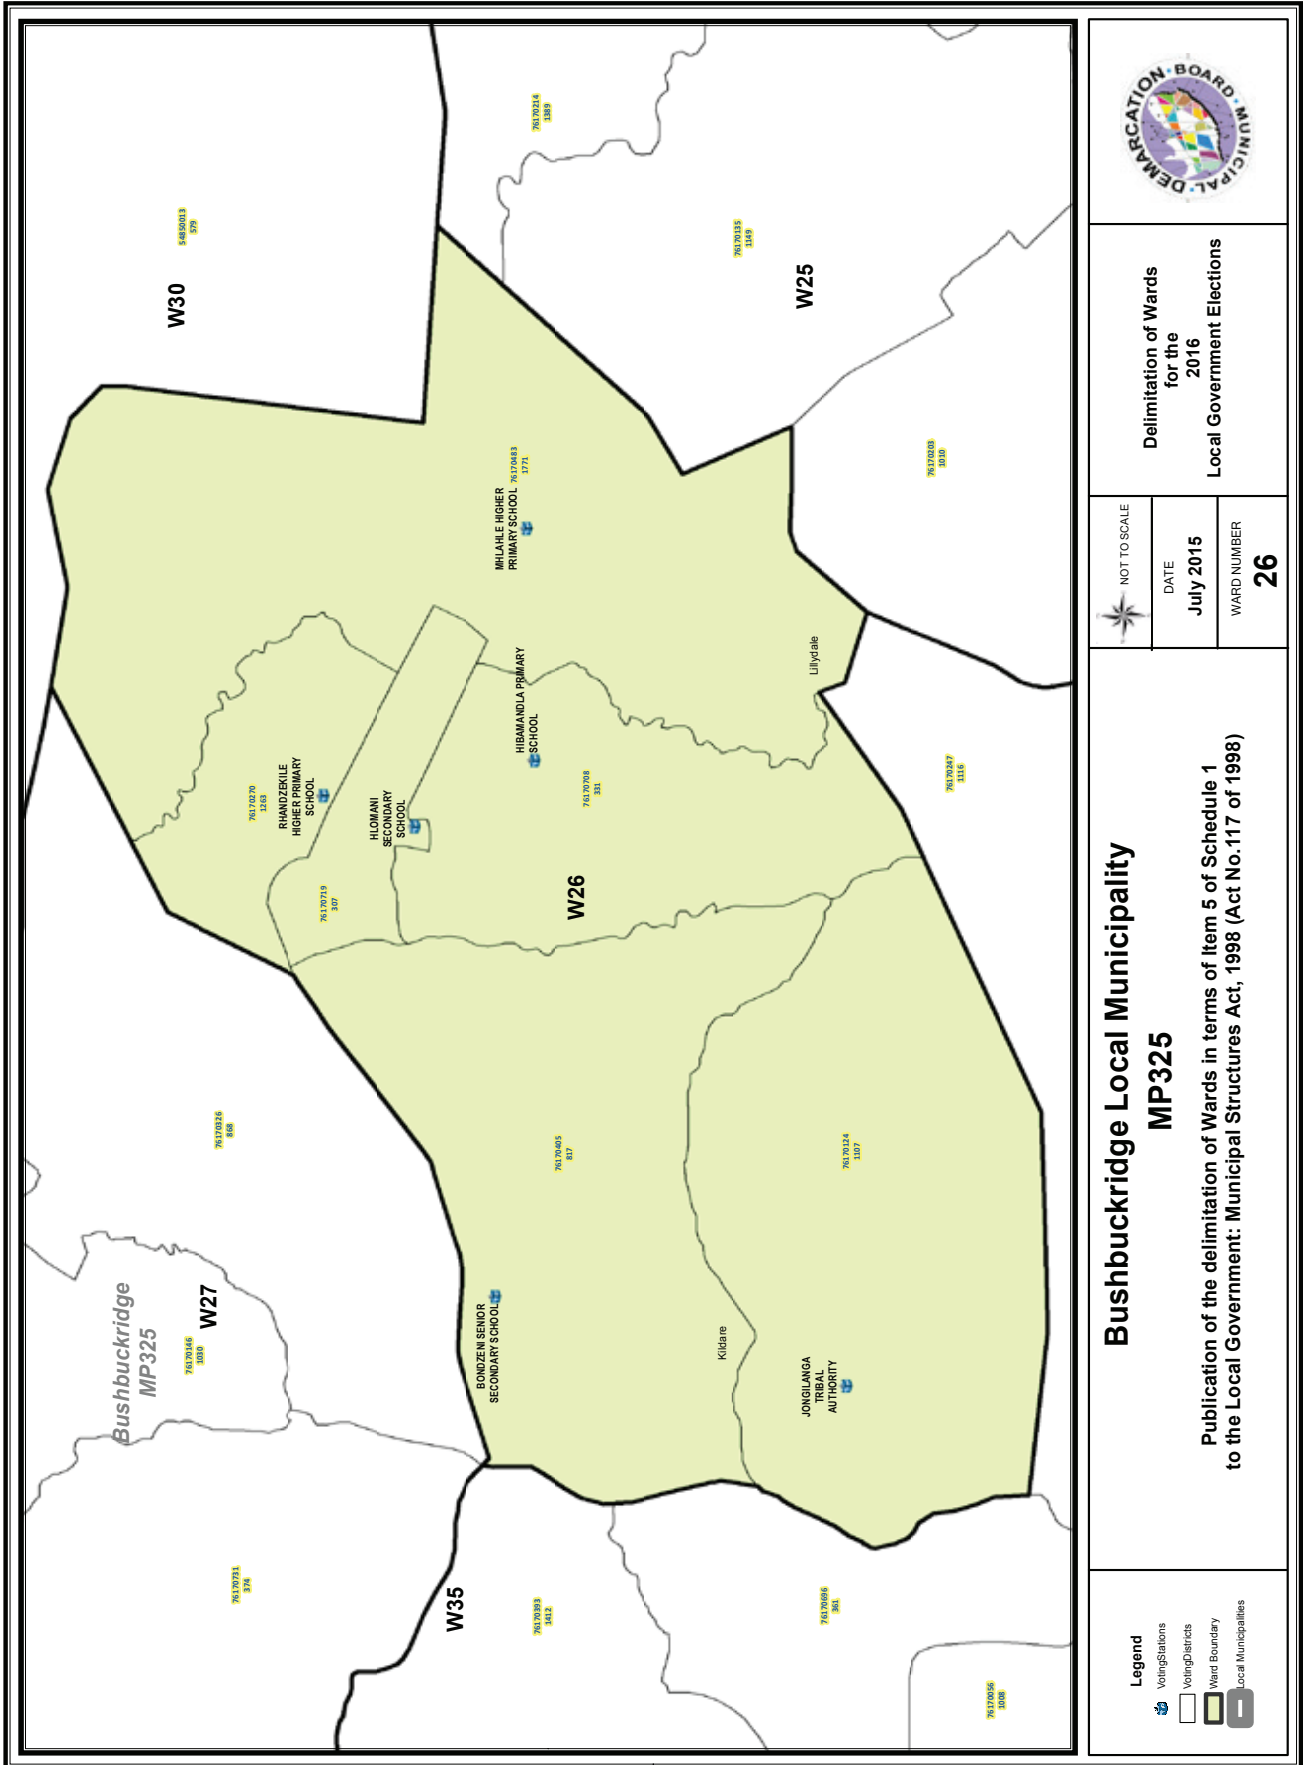 W30
54850013
579
76170214
1389
76170135
1149
W25
76170203
1010
76170247
1116
MHLAHLE HIGHER
PRIMARY SCHOOL
76170483
1771
Lillydale
HIBAMANDLA PRIMARY
SCHOOL
76170708
331
76170270
1263
RHANDZEKILE
HIGHER PRIMARY
SCHOOL
HLOMANI
SECONDARY
SCHOOL
76170719
307
W26
76170326
868
76170405
817
76170124
1107
Bushbuckridge
MP325
76170146
1030
W27
BONDZENI SENIOR
SECONDARY SCHOOL
Kildare
JONGILANGA
TRIBAL
AUTHORITY
76170731
374
W35
76170393
1412
76170696
361
76170056
1008
Legend
VotingStations
VotingDistricts
Ward Boundary
Local Municipalities
Bushbuckridge Local Municipality
MP325
Publication of the delimitation of Wards in terms of Item 5 of Schedule 1
to the Local Government: Municipal Structures Act, 1998 (Act No.117 of 1998)
NOT TO SCALE
DATE
July 2015
WARD NUMBER
26
Delimitation of Wards
for the
2016
Local Government Elections
MUNICIPAL · DEMARCATION · BOARD ·